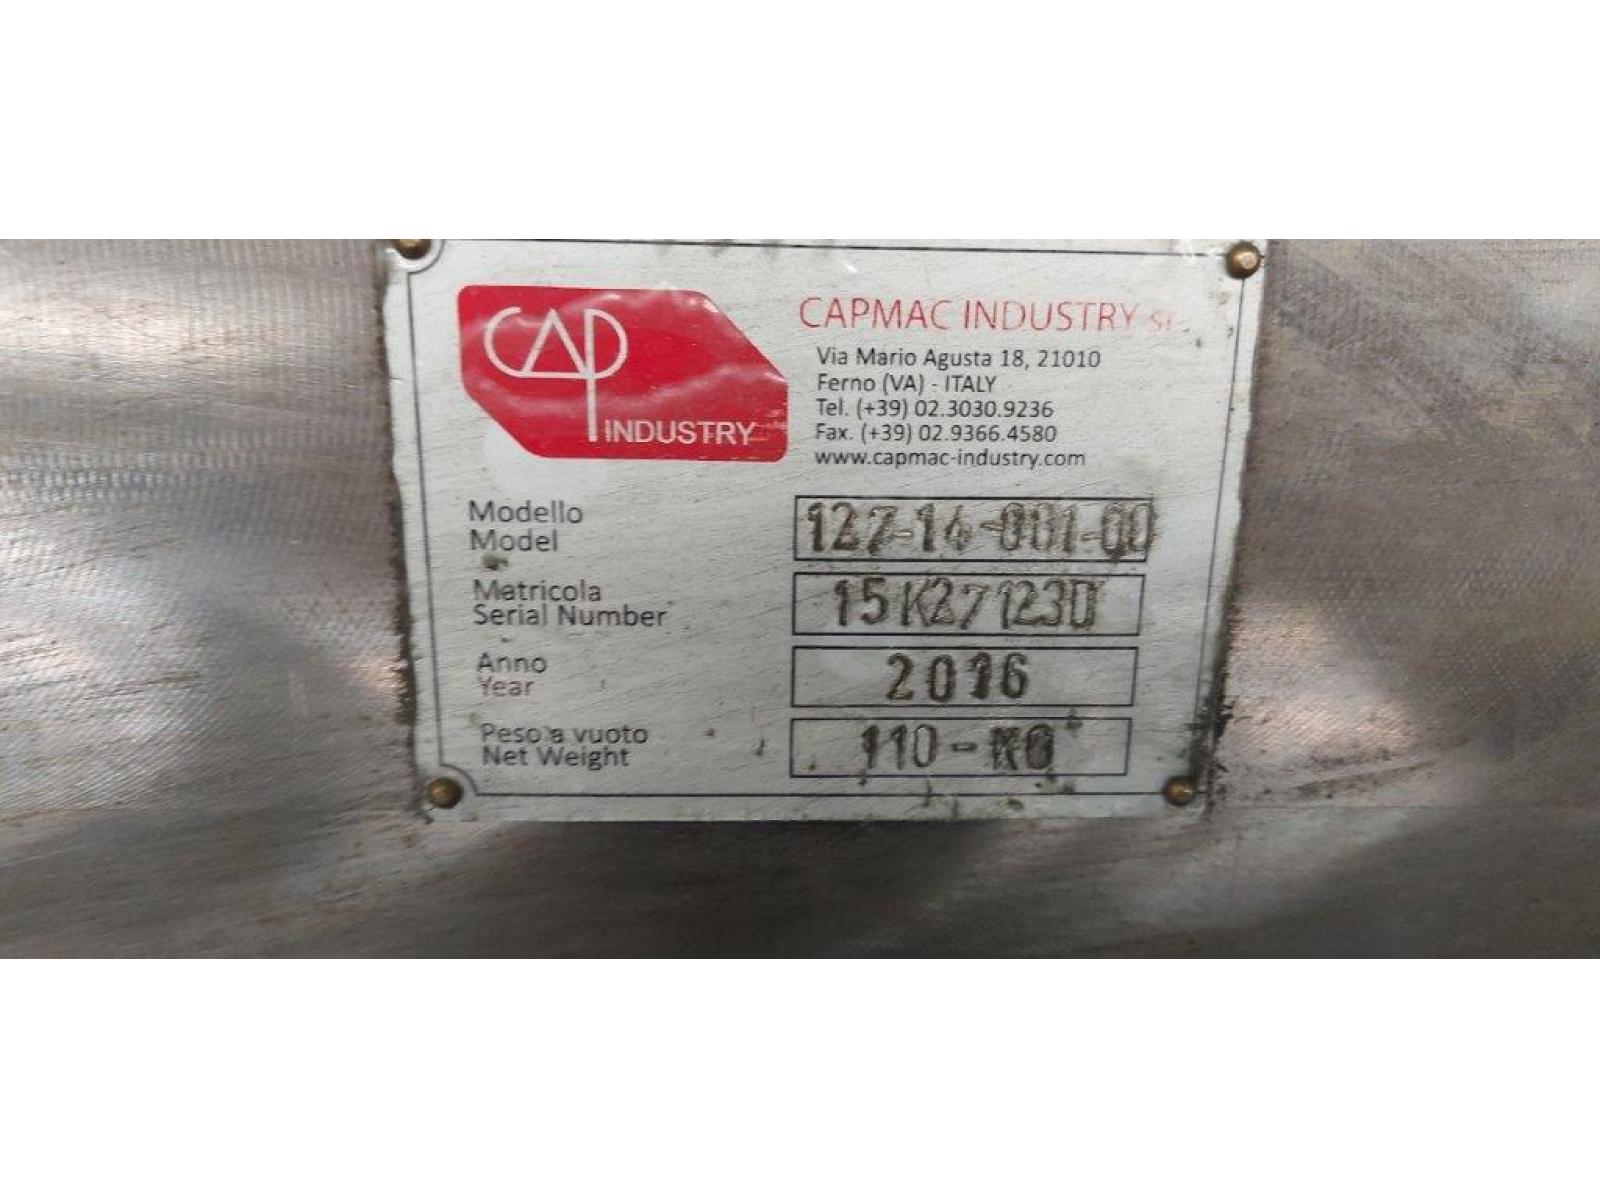 CAP INDUSTRY
CAPMAC INDUSTRY
Via Mario Agusta 18, 21010
Ferno (VA) - ITALY
Tel. (+39) 02.3030.9236
Fax. (+39) 02.9366.4580
www.capmac-industry.com
Modello
Model
127-14-001-00
Matricola
Serial Number
15K27123D
Anno
Year
2016
Peso a vuoto
Net Weight
110-KG